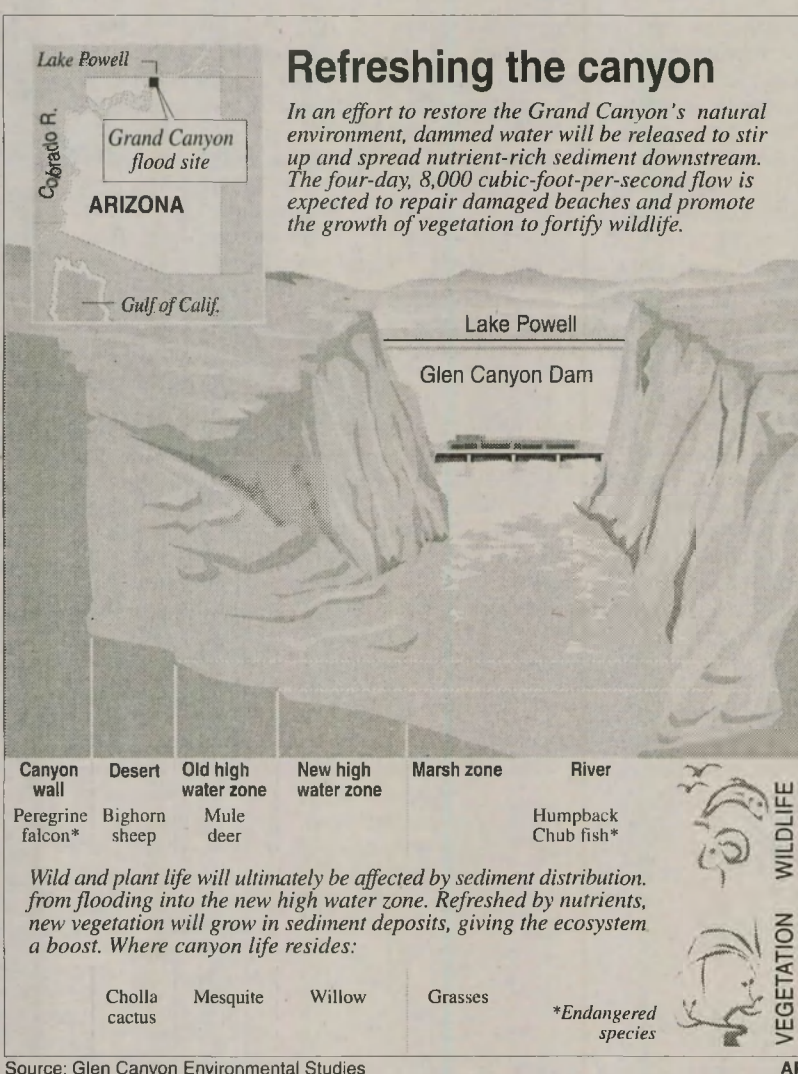 Refreshing the canyon
In an effort to restore the Grand Canyon's natural
environment, dammed water will be released to stir
up and spread nutrient-rich sediment downstream.
The four-day, 8,000 cubic-foot-per-second flow is
expected to repair damaged beaches and promote
the growth of vegetation to fortify wildlife.
Lake Powell
Colorado R.
Grand Canyon
flood site
ARIZONA
Gulf of Calif.
Lake Powell
Glen Canyon Dam
Canyon wall
Desert
Old high water zone
New high water zone
Marsh zone
River
Peregrine falcon*
Bighorn sheep
Mule deer
Humpback Chub fish*
WILDLIFE
Wild and plant life will ultimately be affected by sediment distribution.
from flooding into the new high water zone. Refreshed by nutrients,
new vegetation will grow in sediment deposits, giving the ecosystem
a boost. Where canyon life resides:
Cholla cactus
Mesquite
Willow
Grasses
*Endangered
species
VEGETATION
Source: Glen Canyon Environmental Studies